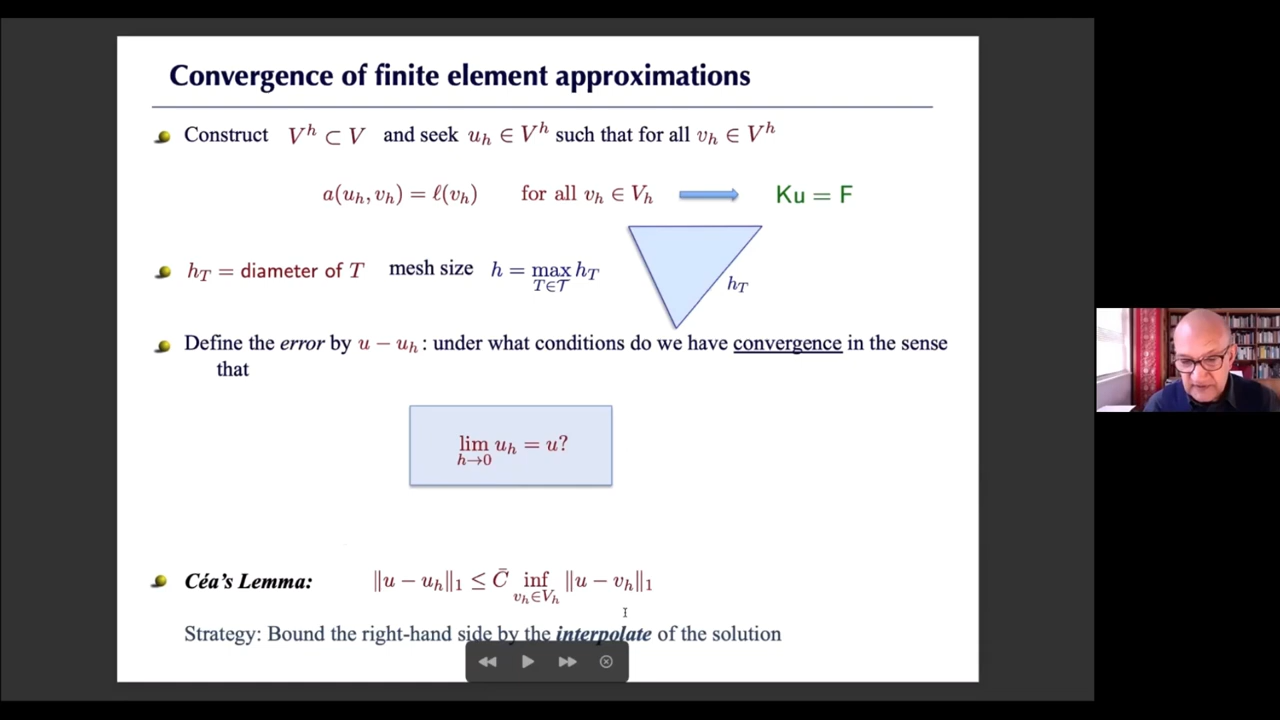 Convergence of finite element approximations
Construct V^h ⊂ V and seek u_h ∈ V^h such that for all v_h ∈ V^h
a(u_h, v_h) = ℓ(v_h) for all v_h ∈ V_h Ku = F
h_T = diameter of T mesh size h = max_{T∈𝒯} h_T
h_T
Define the error by u − u_h : under what conditions do we have convergence in the sense
that
lim_{h→0} u_h = u?
Céa's Lemma: ‖u − u_h‖_1 ≤ C̄ inf_{v_h∈V_h} ‖u − v_h‖_1
Strategy: Bound the right-hand side by the interpolate of the solution